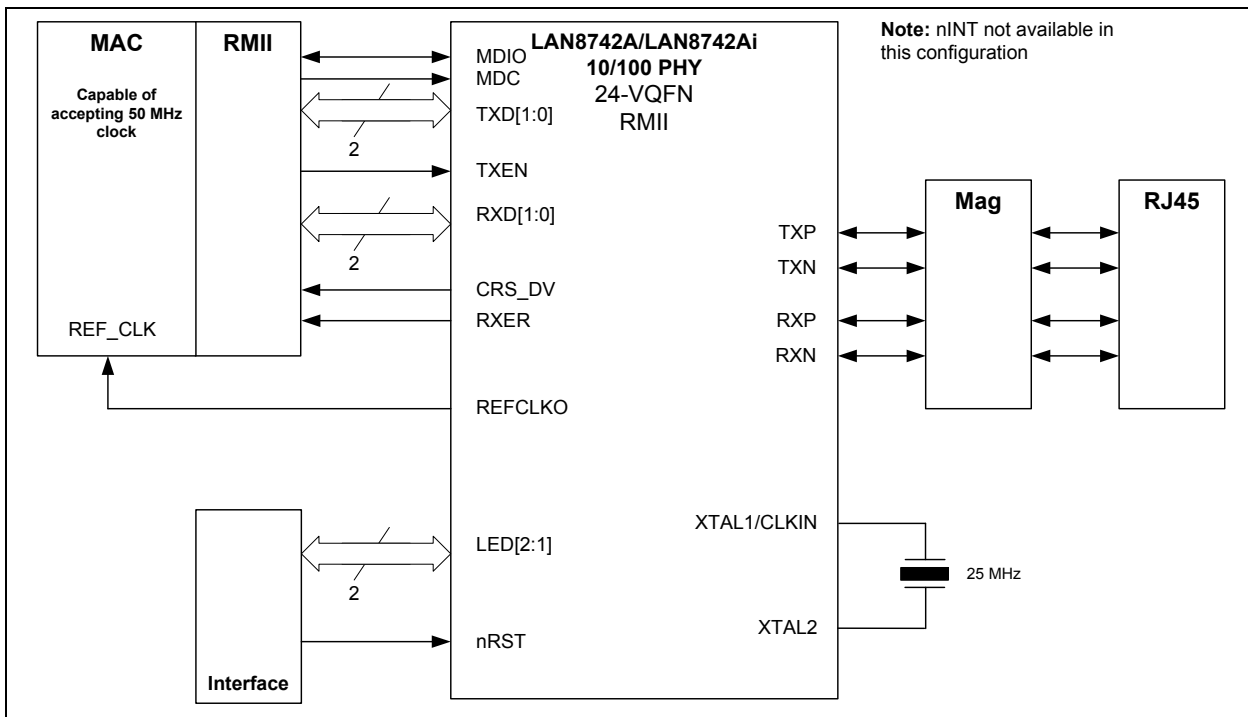 MAC
RMII
Capable of
accepting 50 MHz
clock
REF_CLK
LAN8742A/LAN8742Ai
10/100 PHY
24-VQFN
RMII
Note: nINT not available in
this configuration
MDIO
MDC
TXD[1:0]
2
TXEN
RXD[1:0]
2
CRS_DV
RXER
REFCLKO
TXP
TXN
RXP
RXN
Mag
RJ45
LED[2:1]
2
nRST
Interface
XTAL1/CLKIN
25 MHz
XTAL2